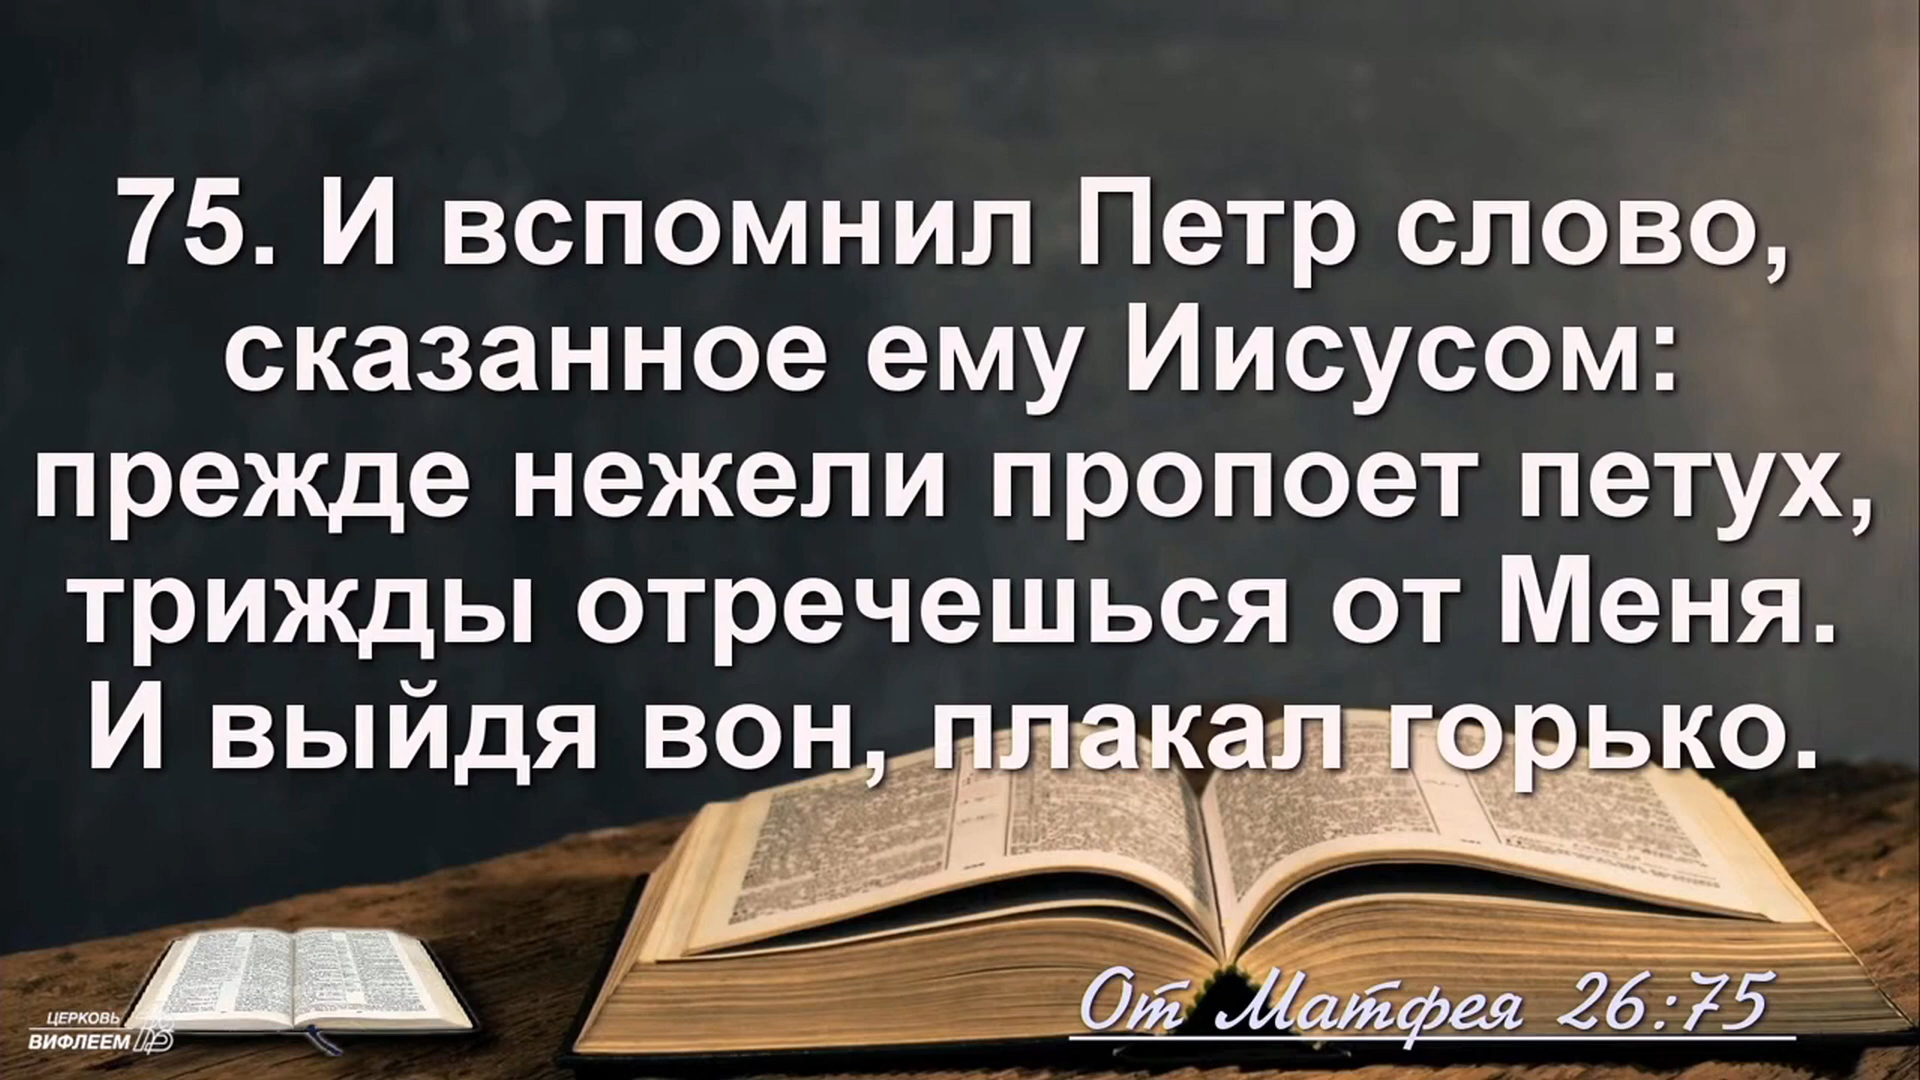 75. И вспомнил Петр слово,
сказанное ему Иисусом:
прежде нежели пропоет петух,
трижды отречешься от Меня.
И выйдя вон, плакал горько.
От Матфея 26:75
ЦЕРКОВЬ
ВИФЛЕЕМ